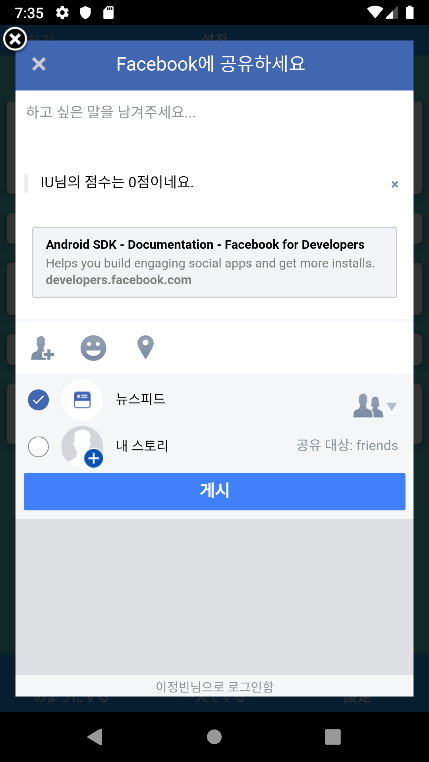 7:35
Facebook에 공유하세요
하고 싶은 말을 남겨주세요...
IU님의 점수는 0점이네요.
Android SDK - Documentation - Facebook for Developers
Helps you build engaging social apps and get more installs.
developers.facebook.com
뉴스피드
내 스토리
공유 대상: friends
게시
이정빈님으로 로그인함